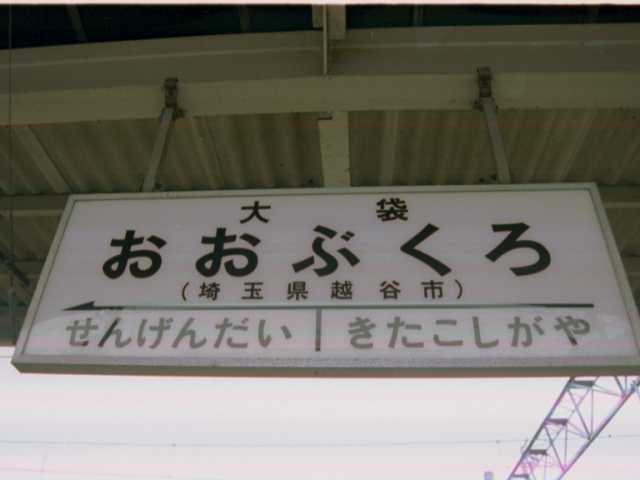 大袋
おおぶくろ
(埼玉県越谷市)
せんげんだい きたこしがや